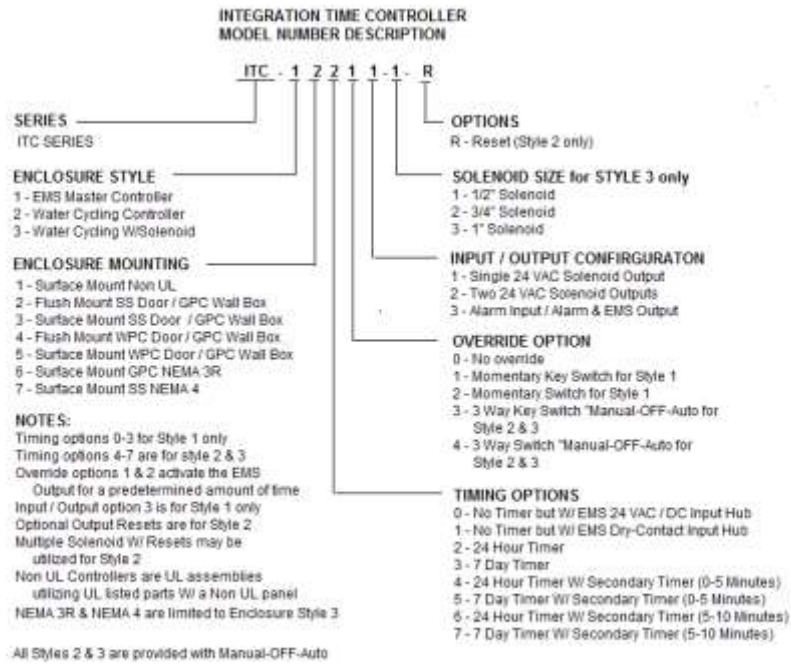 INTEGRATION TIME CONTROLLER
MODEL NUMBER DESCRIPTION
ITC - 1 2 2 1 1 - 1 - R
SERIES
ITC SERIES
ENCLOSURE STYLE
1 - EMS Master Controller
2 - Water Cycling Controller
3 - Water Cycling W/Solenoid
ENCLOSURE MOUNTING
1 - Surface Mount Non UL
2 - Flush Mount SS Door / GPC Wall Box
3 - Surface Mount SS Door / GPC Wall Box
4 - Flush Mount WPC Door / GPC Wall Box
5 - Surface Mount WPC Door / GPC Wall Box
6 - Surface Mount GPC NEMA 3R
7 - Surface Mount SS NEMA 4
NOTES:
Timing options 0-3 for Style 1 only
Timing options 4-7 are for style 2 & 3
Override options 1 & 2 activate the EMS
Output for a predetermined amount of time
Input / Output option 3 is for Style 1 only
Optional Output Resets are for Style 2
Multiple Solenoid W/ Resets may be
utilized for Style 2
Non UL Controllers are UL assemblies
utilizing UL listed parts W/ a Non UL panel
NEMA 3R & NEMA 4 are limited to Enclosure Style 3
All Styles 2 & 3 are provided with Manual-OFF-Auto
OPTIONS
R - Reset (Style 2 only)
SOLENOID SIZE for STYLE 3 only
1 - 1/2" Solenoid
2 - 3/4" Solenoid
3 - 1" Solenoid
INPUT / OUTPUT CONFIRGURATON
1 - Single 24 VAC Solenoid Output
2 - Two 24 VAC Solenoid Outputs
3 - Alarm Input / Alarm & EMS Output
OVERRIDE OPTION
0 - No override
1 - Momentary Key Switch for Style 1
2 - Momentary Switch for Style 1
3 - 3 Way Key Switch "Manual-OFF-Auto for
Style 2 & 3
4 - 3 Way Switch "Manual-OFF-Auto for
Style 2 & 3
TIMING OPTIONS
0 - No Timer but W/ EMS 24 VAC / DC Input Hub
1 - No Timer but W/ EMS Dry-Contact Input Hub
2 - 24 Hour Timer
3 - 7 Day Timer
4 - 24 Hour Timer W/ Secondary Timer (0-5 Minutes)
5 - 7 Day Timer W/ Secondary Timer (0-5 Minutes)
6 - 24 Hour Timer W/ Secondary Timer (5-10 Minutes)
7 - 7 Day Timer W/ Secondary Timer (5-10 Minutes)